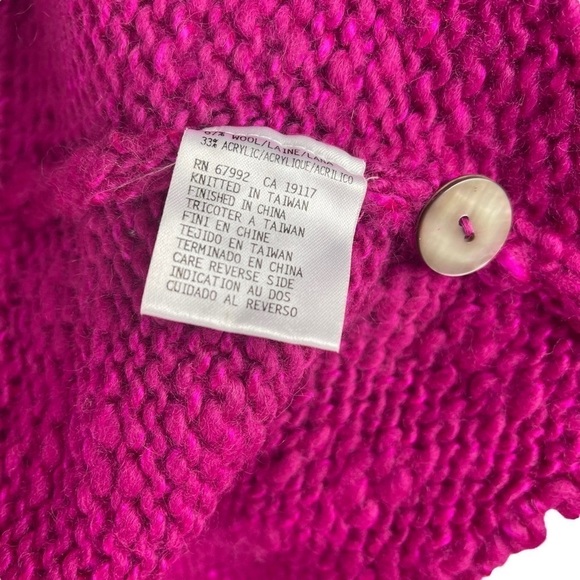 67% WOOL/LAINE/LANA
33% ACRYLIC/ACRYLIQUE/ACRILICO
RN 67992 CA 19117
KNITTED IN TAIWAN
FINISHED IN CHINA
TRICOTER A TAIWAN
FINI EN CHINE
TEJIDO EN TAIWAN
TERMINADO EN CHINA
CARE REVERSE SIDE
INDICATION AU DOS
CUIDADO AL REVERSO